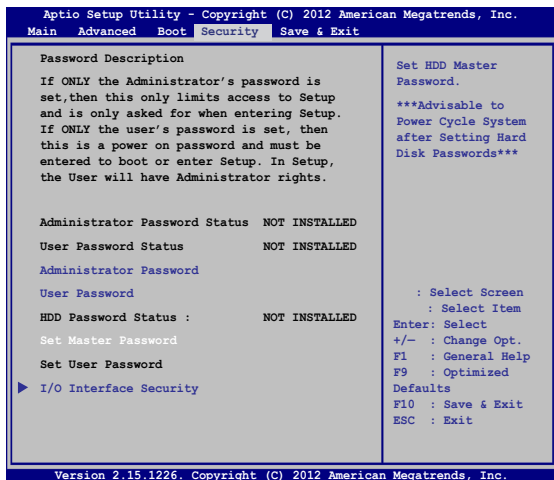 Aptio Setup Utility - Copyright (C) 2012 American Megatrends, Inc.
Main Advanced Boot Security Save & Exit
Password Description
If ONLY the Administrator's password is
set,then this only limits access to Setup
and is only asked for when entering Setup.
If ONLY the user's password is set, then
this is a power on password and must be
entered to boot or enter Setup. In Setup,
the User will have Administrator rights.
Administrator Password Status NOT INSTALLED
User Password Status NOT INSTALLED
Administrator Password
User Password
HDD Password Status : NOT INSTALLED
Set Master Password
Set User Password
I/O Interface Security
Set HDD Master
Password.
***Advisable to
Power Cycle System
after Setting Hard
Disk Passwords***
: Select Screen
: Select Item
Enter: Select
+/— : Change Opt.
F1 : General Help
F9 : Optimized
Defaults
F10 : Save & Exit
ESC : Exit
Version 2.15.1226. Copyright (C) 2012 American Megatrends, Inc.